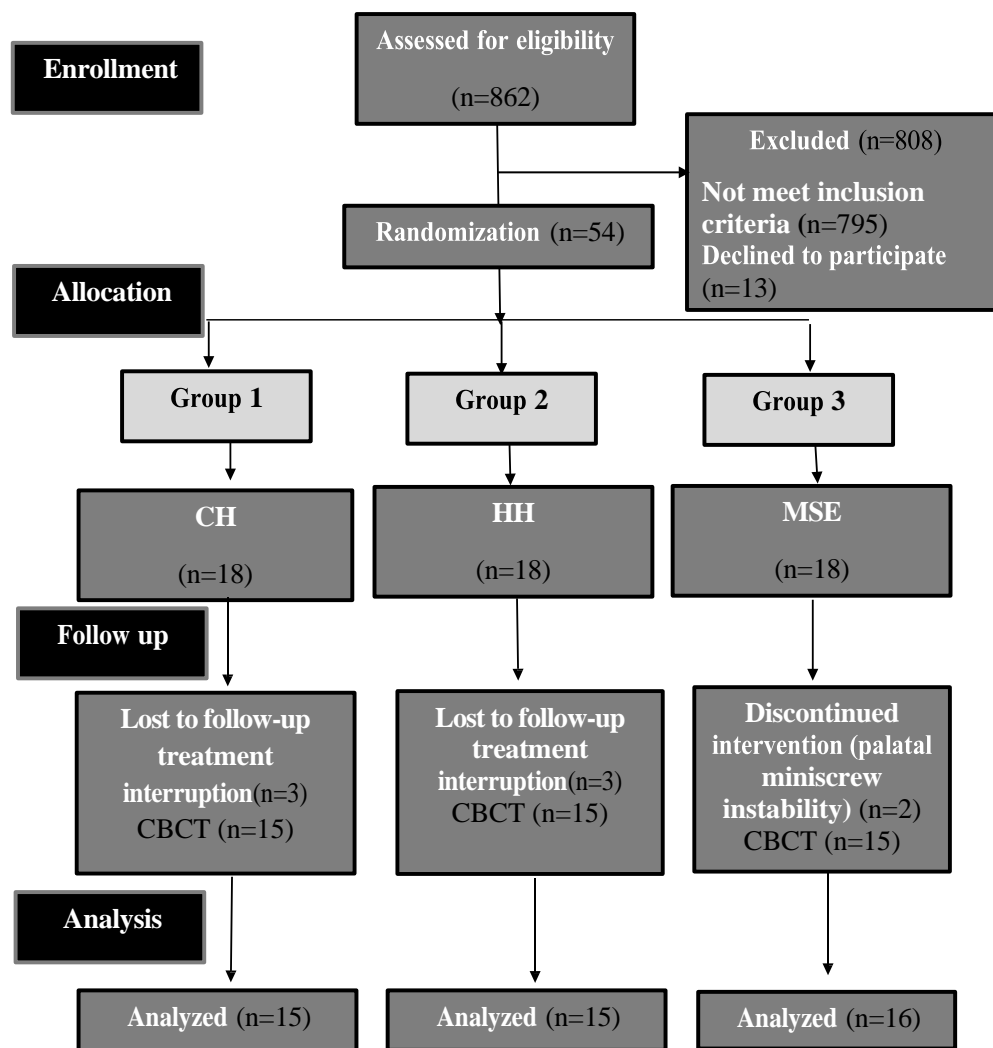 Enrollment
Assessed for eligibility
(n=862)
Excluded (n=808)
Not meet inclusion
criteria (n=795)
Declined to participate
(n=13)
Randomization (n=54)
Allocation
Group 1
Group 2
Group 3
CH
(n=18)
HH
(n=18)
MSE
(n=18)
Follow up
Lost to follow-up
treatment
interruption(n=3)
CBCT (n=15)
Lost to follow-up
treatment
interruption(n=3)
CBCT (n=15)
Discontinued
intervention (palatal
miniscrew
instability) (n=2)
CBCT (n=15)
Analysis
Analyzed (n=15)
Analyzed (n=15)
Analyzed (n=16)